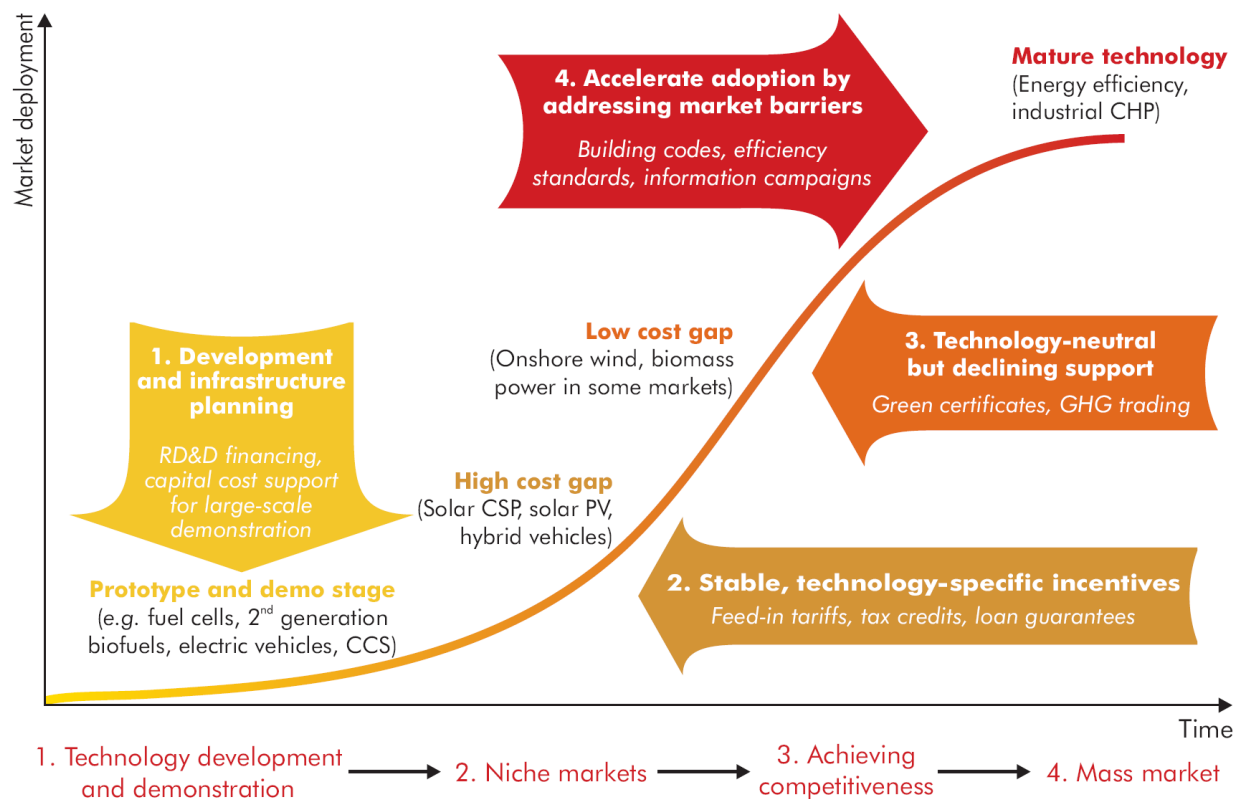 Market deployment
4. Accelerate adoption by
addressing market barriers
Building codes, efficiency
standards, information campaigns
Mature technology
(Energy efficiency,
industrial CHP)
1. Development
and infrastructure
planning
RD&D financing,
capital cost support
for large-scale
demonstration
Low cost gap
(Onshore wind, biomass
power in some markets)
3. Technology-neutral
but declining support
Green certificates, GHG trading
High cost gap
(Solar CSP, solar PV,
hybrid vehicles)
2. Stable, technology-specific incentives
Feed-in tariffs, tax credits, loan guarantees
Prototype and demo stage
(e.g. fuel cells, 2nd generation
biofuels, electric vehicles, CCS)
Time
1. Technology development
and demonstration
2. Niche markets
3. Achieving
competitiveness
4. Mass market